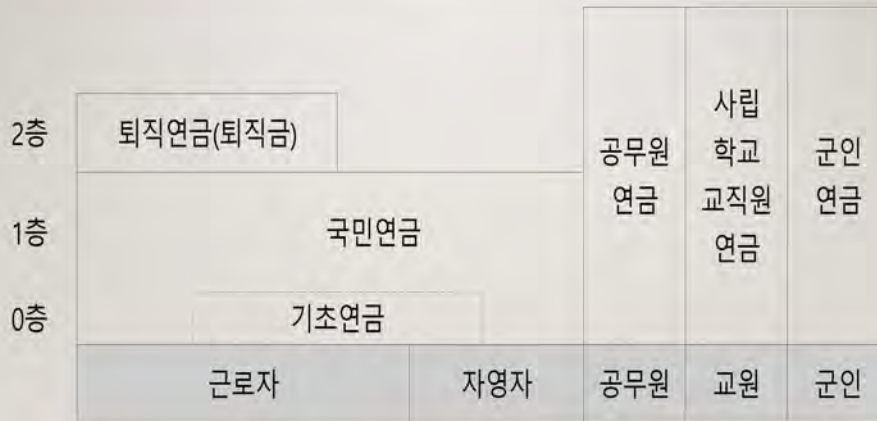 2층
퇴직연금(퇴직금)
1층
국민연금
0층
기초연금
공무원
연금
사립
학교
교직원
연금
군인
연금
근로자
자영자
공무원
교원
군인